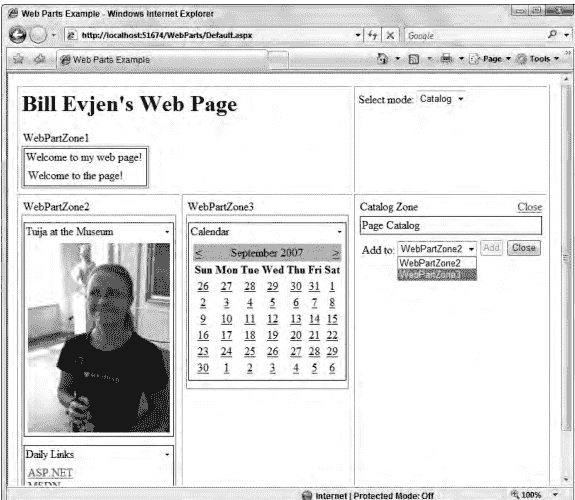 Web Parts Example - Windows Internet Explorer
http://localhost:51674/WebParts/Default.aspx
Google
Web Parts Example
Page
Tools
Bill Evjen's Web Page
Select mode: Catalog
WebPartZone1
Welcome to my web page!
Welcome to the page!
WebPartZone2
WebPartZone3
Catalog Zone
Close
Tuija at the Museum
Calendar
Page Catalog
< September 2007 >
Add to: WebPartZone2 Add Close
WebPartZone2
WebPartZone3
Sun Mon Tue Wed Thu Fri Sat
26 27 28 29 30 31 1
2 3 4 5 6 7 8
9 10 11 12 13 14 15
16 17 18 19 20 21 22
23 24 25 26 27 28 29
30 1 2 3 4 5 6
Daily Links
ASP.NET
MSDN
Internet | Protected Mode: Off
100%